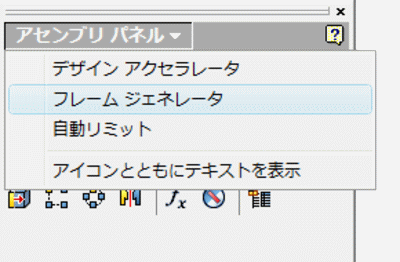 アセンブリ パネル
デザイン アクセラレータ
フレーム ジェネレータ
自動リミット
アイコンとともにテキストを表示
fx